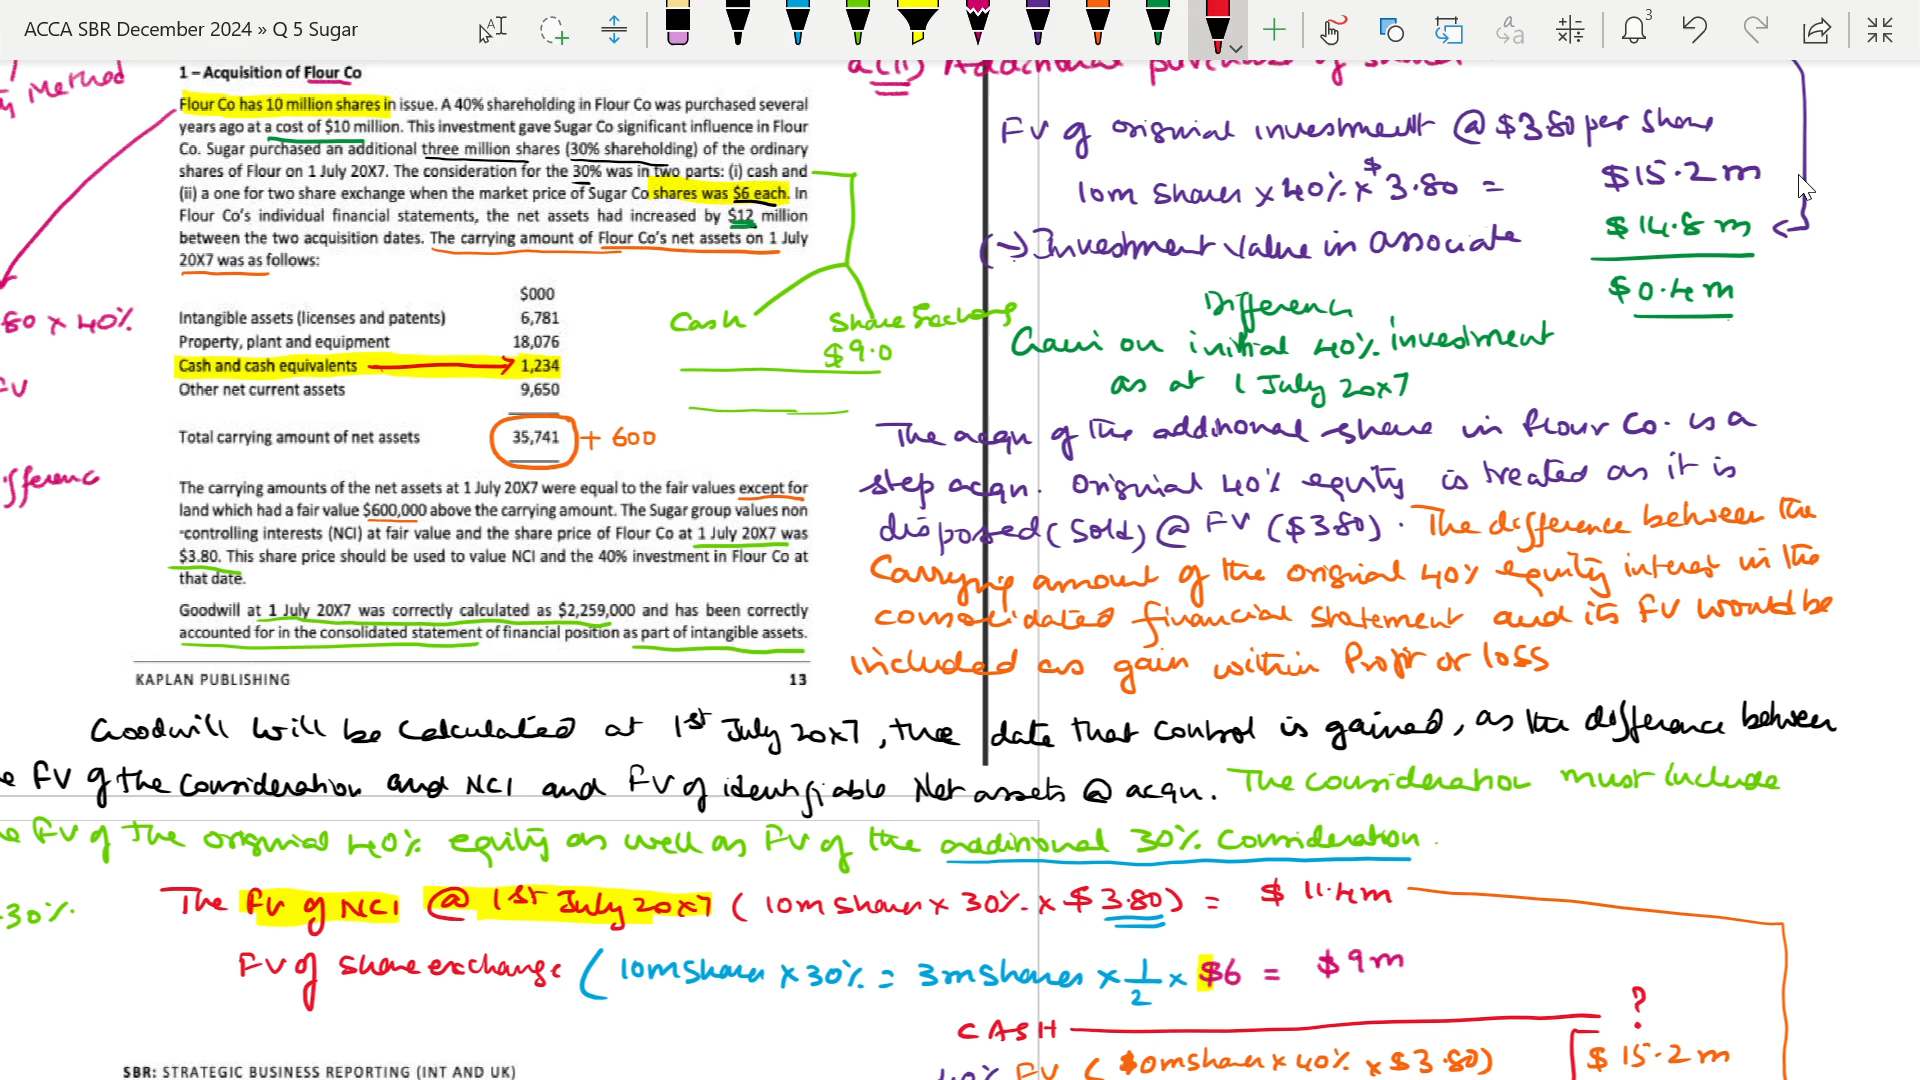 ACCA SBR December 2024 » Q 5 Sugar
3
y Method
1 – Acquisition of Flour Co
Flour Co has 10 million shares in issue. A 40% shareholding in Flour Co was purchased several
years ago at a cost of $10 million. This investment gave Sugar Co significant influence in Flour
Co. Sugar purchased an additional three million shares (30% shareholding) of the ordinary
shares of Flour on 1 July 20X7. The consideration for the 30% was in two parts: (i) cash and
(ii) a one for two share exchange when the market price of Sugar Co shares was $6 each. In
Flour Co's individual financial statements, the net assets had increased by $12 million
between the two acquisition dates. The carrying amount of Flour Co's net assets on 1 July
20X7 was as follows:
$000
Intangible assets (licenses and patents) 6,781
Property, plant and equipment 18,076
Cash and cash equivalents 1,234
Other net current assets 9,650
Total carrying amount of net assets 35,741 + 600
80 x 40%
FV
ifference
Cash
Share Exchang
$9.0
The carrying amounts of the net assets at 1 July 20X7 were equal to the fair values except for
land which had a fair value $600,000 above the carrying amount. The Sugar group values non
-controlling interests (NCI) at fair value and the share price of Flour Co at 1 July 20X7 was
$3.80. This share price should be used to value NCI and the 40% investment in Flour Co at
that date.
Goodwill at 1 July 20X7 was correctly calculated as $2,259,000 and has been correctly
accounted for in the consolidated statement of financial position as part of intangible assets.
KAPLAN PUBLISHING 13
a(ii) Additional purchase of shares
FV of original investment @ $3.80 per share
10m shares x 40% x $3.80 = $15.2m
(-) Investment value in associate $14.8m
Difference $0.4m
Gain on initial 40% investment
as at 1 July 20x7
The acqn of the additional share in flour Co. is a
step acqn. Original 40% equity is treated as it is
disposed (sold) @ FV ($3.80). The difference between the
Carrying amount of the original 40% equity interest in the
consolidated financial statement and its FV would be
included as gain within Profit or loss
Goodwill will be calculated at 1st July 20x7, the date that control is gained, as the difference between
e FV of the consideration and NCI and FV of identifiable Net assets @ acqn. The consideration must include
e FV of the original 40% equity as well as FV of the additional 30% consideration.
30%
The FV of NCI @ 1st July 20x7 (10m shares x 30% x $3.80) = $11.4m
FV of share exchange (10m shares x 30% = 3m shares x 1/2 x $6 = $9m
CASH ?
40% FV ($10m shares x 40% x $3.80) $15.2m
SBR: STRATEGIC BUSINESS REPORTING (INT AND UK)